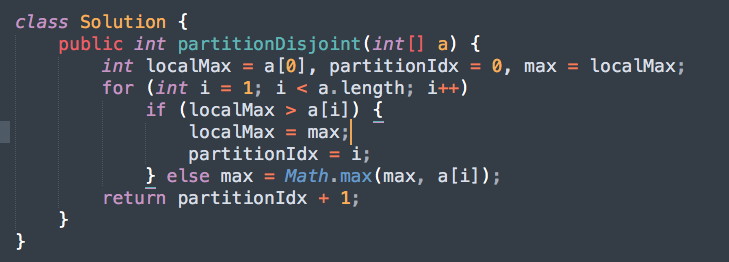 class Solution {
    public int partitionDisjoint(int[] a) {
        int localMax = a[0], partitionIdx = 0, max = localMax;
        for (int i = 1; i < a.length; i++)
            if (localMax > a[i]) {
                localMax = max;
                partitionIdx = i;
            } else max = Math.max(max, a[i]);
        return partitionIdx + 1;
    }
}